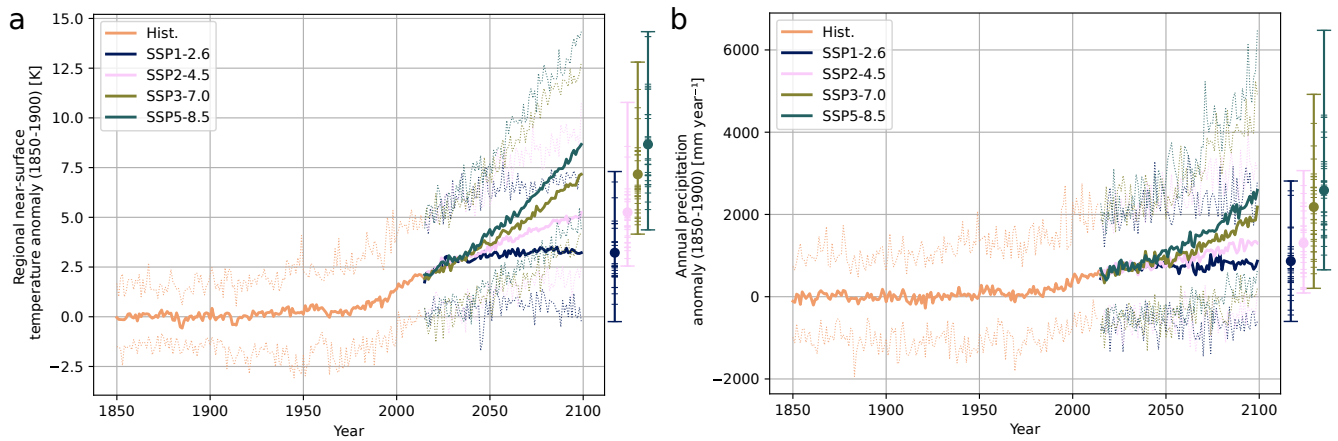 a
Regional near-surface
temperature anomaly (1850-1900) [K]
15.0
12.5
10.0
7.5
5.0
2.5
0.0
−2.5
Hist.
SSP1-2.6
SSP2-4.5
SSP3-7.0
SSP5-8.5
1850
1900
1950
2000
2050
2100
Year
b
Annual precipitation
anomaly (1850-1900) [mm year⁻¹]
6000
4000
2000
0
−2000
Hist.
SSP1-2.6
SSP2-4.5
SSP3-7.0
SSP5-8.5
1850
1900
1950
2000
2050
2100
Year